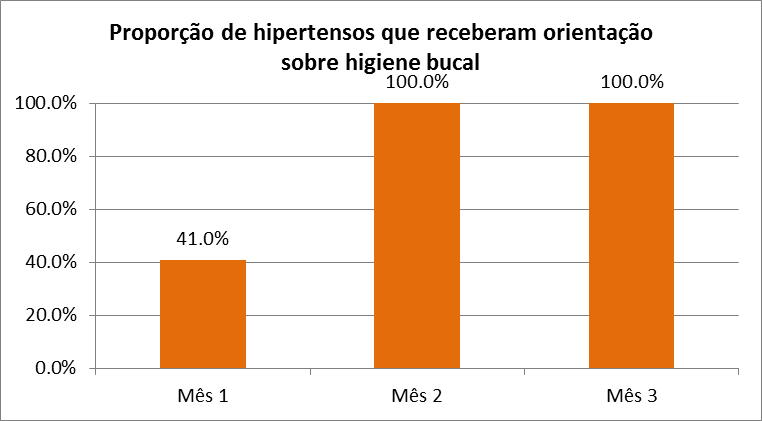 Proporção de hipertensos que receberam orientação
sobre higiene bucal
100.0% 100.0%
100.0%
80.0%
60.0%
41.0%
40.0%
20.0%
0.0%
Mês 1 Mês 2 Mês 3